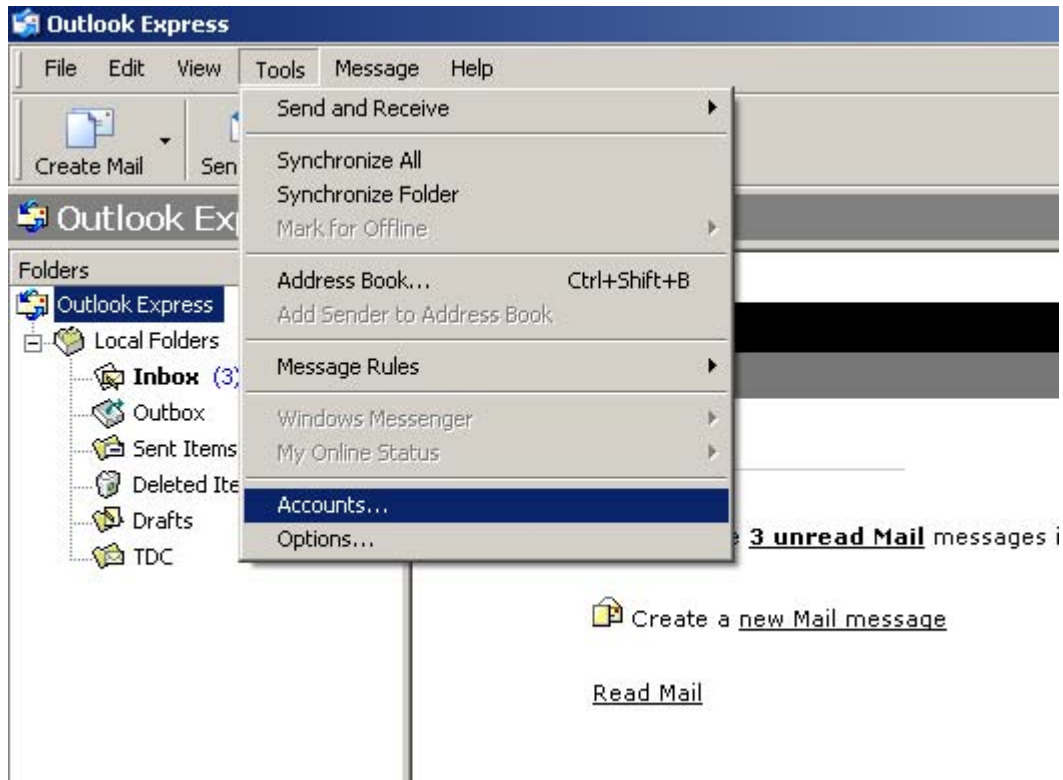 Outlook Express
File Edit View Tools Message Help
Create Mail Sen
Outlook Ex
Folders
Outlook Express
Local Folders
Inbox (3)
Outbox
Sent Items
Deleted Ite
Drafts
TDC
Send and Receive
Synchronize All
Synchronize Folder
Mark for Offline
Address Book... Ctrl+Shift+B
Add Sender to Address Book
Message Rules
Windows Messenger
My Online Status
Accounts...
Options...
3 unread Mail messages i
Create a new Mail message
Read Mail